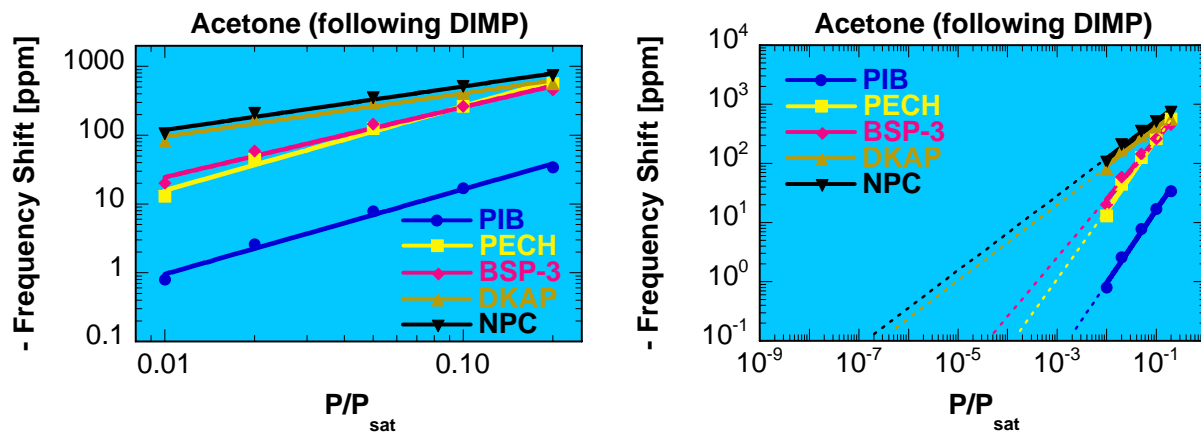 Acetone (following DIMP)
- Frequency Shift [ppm]
1000
100
10
1
0.1
PIB
PECH
BSP-3
DKAP
NPC
0.01
0.10
P/P_sat
Acetone (following DIMP)
- Frequency Shift [ppm]
10^4
10^3
10^2
10^1
10^0
10^-1
PIB
PECH
BSP-3
DKAP
NPC
10^-9
10^-7
10^-5
10^-3
10^-1
P/P_sat